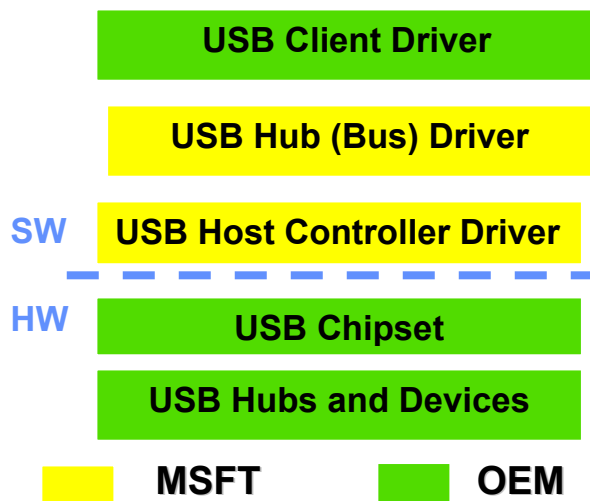 USB Client Driver
USB Hub (Bus) Driver
SW
USB Host Controller Driver
HW
USB Chipset
USB Hubs and Devices
MSFT
OEM